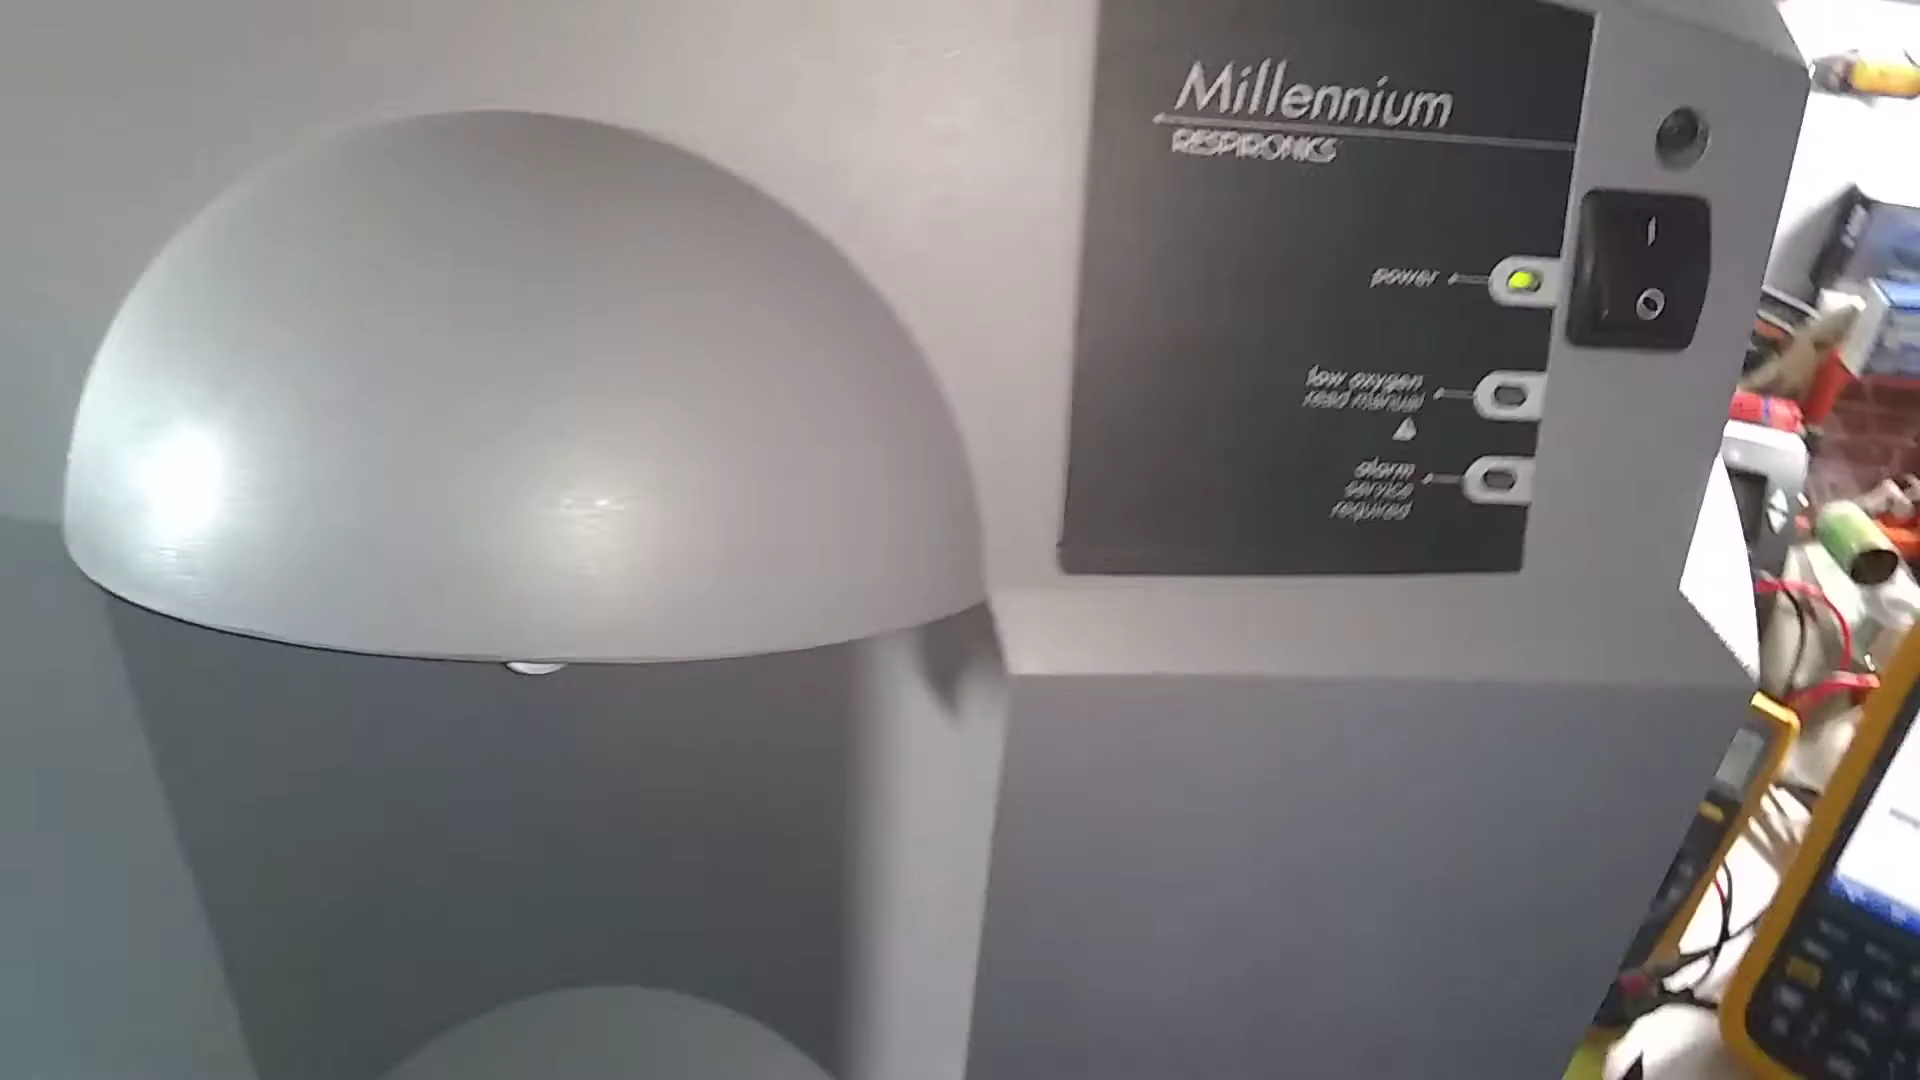 Millennium
RESPIRONICS
power
low oxygen
read manual
alarm
service
required